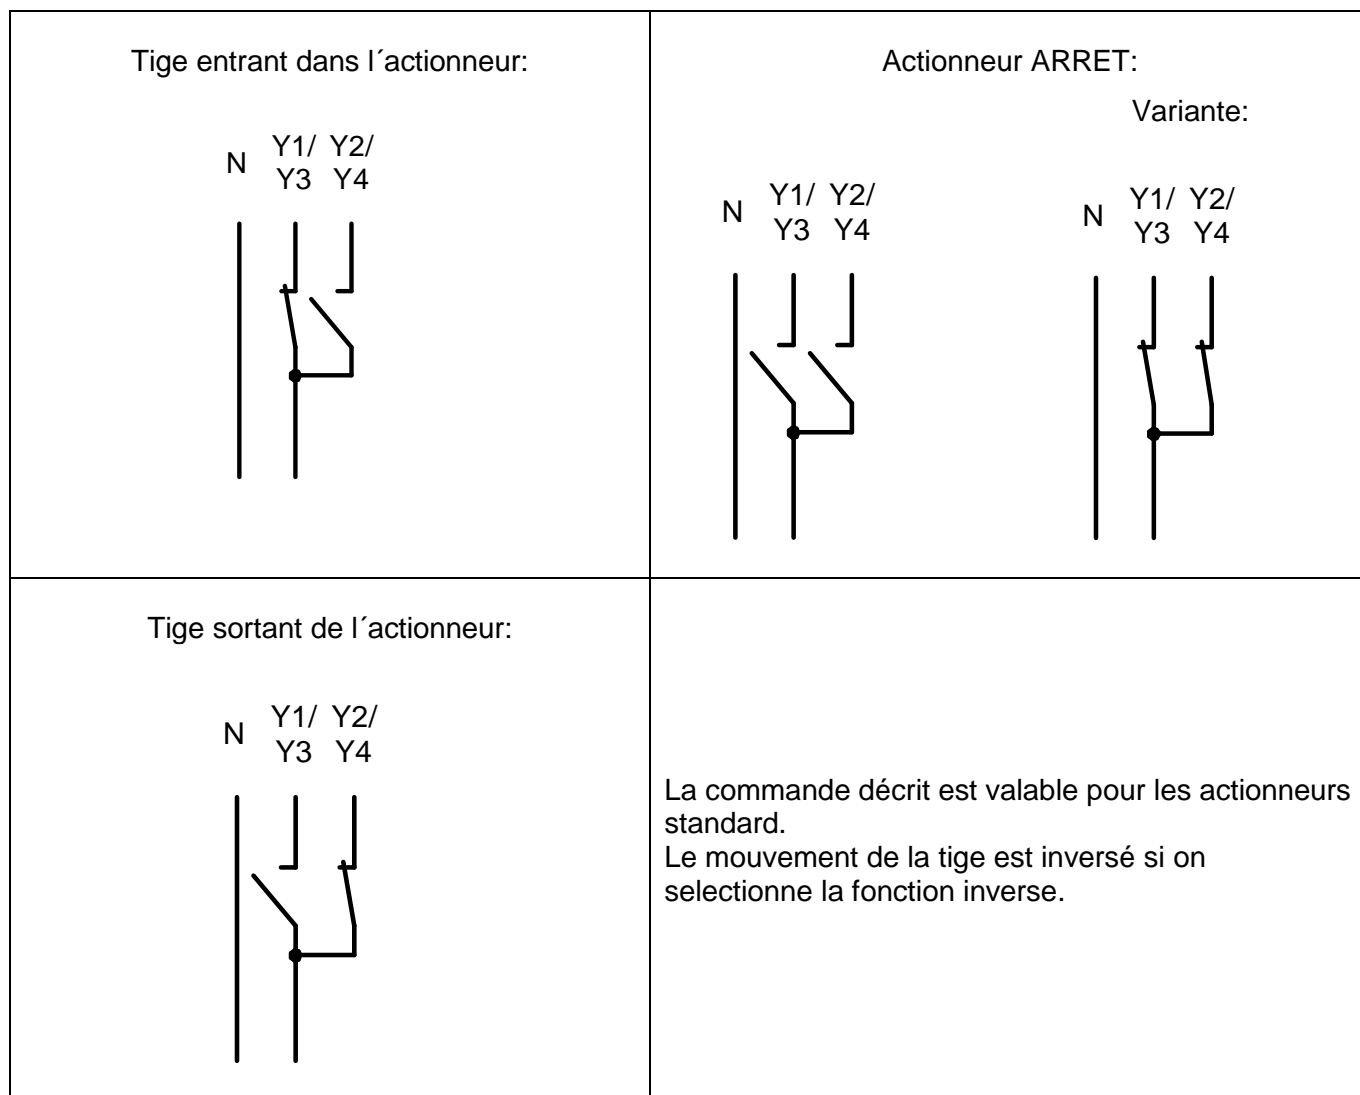 Tige entrant dans l´actionneur:
N
Y1/ Y2/
Y3 Y4
Actionneur ARRET:
Variante:
N
Y1/ Y2/
Y3 Y4
N
Y1/ Y2/
Y3 Y4
Tige sortant de l´actionneur:
N
Y1/ Y2/
Y3 Y4
La commande décrit est valable pour les actionneurs
standard.
Le mouvement de la tige est inversé si on
selectionne la fonction inverse.